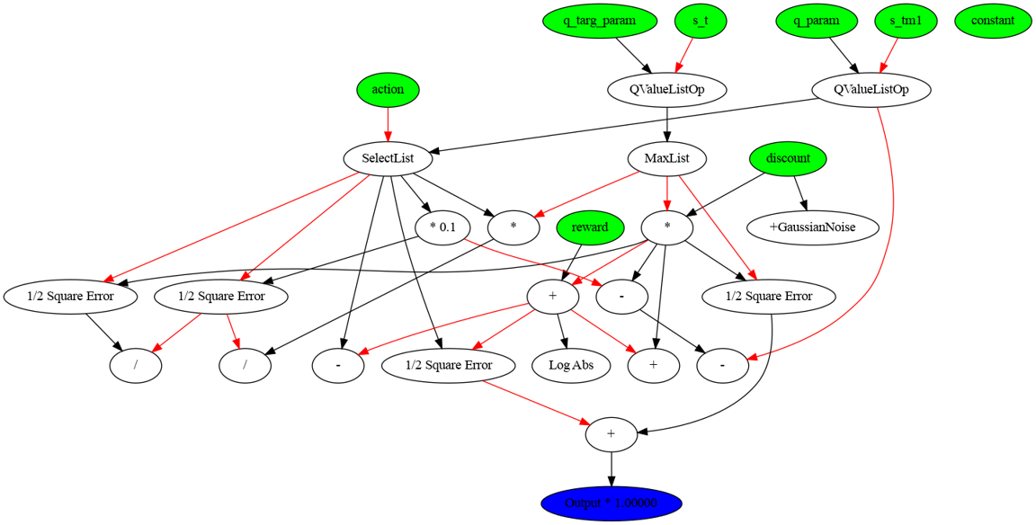 q_targ_param
s_t
q_param
s_tm1
constant
action
QValueListOp
QValueListOp
SelectList
MaxList
discount
* 0.1
*
reward
*
+GaussianNoise
1/2 Square Error
1/2 Square Error
+
-
1/2 Square Error
/
/
-
1/2 Square Error
Log Abs
+
-
+
Output * 1.00000